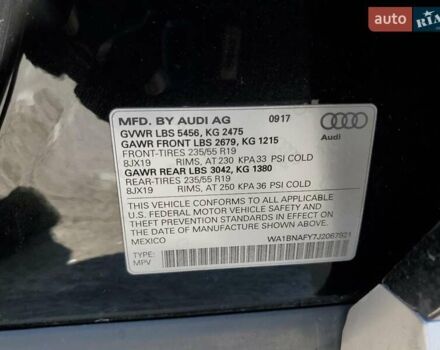 AUTO RIA
MFD. BY AUDI AG 0917
GVWR LBS 5456, KG 2475
GAWR FRONT LBS 2679, KG 1215
FRONT-TIRES 235/55 R19
8JX19 RIMS, AT 230 KPA 33 PSI COLD
GAWR REAR LBS 3042, KG 1380
REAR-TIRES 235/55 R19
8JX19 RIMS, AT 250 KPA 36 PSI COLD
Audi
THIS VEHICLE CONFORMS TO ALL APPLICABLE
U.S. FEDERAL MOTOR VEHICLE SAFETY AND
THEFT PREVENTION STANDARDS IN EFFECT
ON THE DATE OF MANUFACTURE SHOWN ABOVE.
MEXICO WA1BNAFY7J2067921
TYPE:
MPV